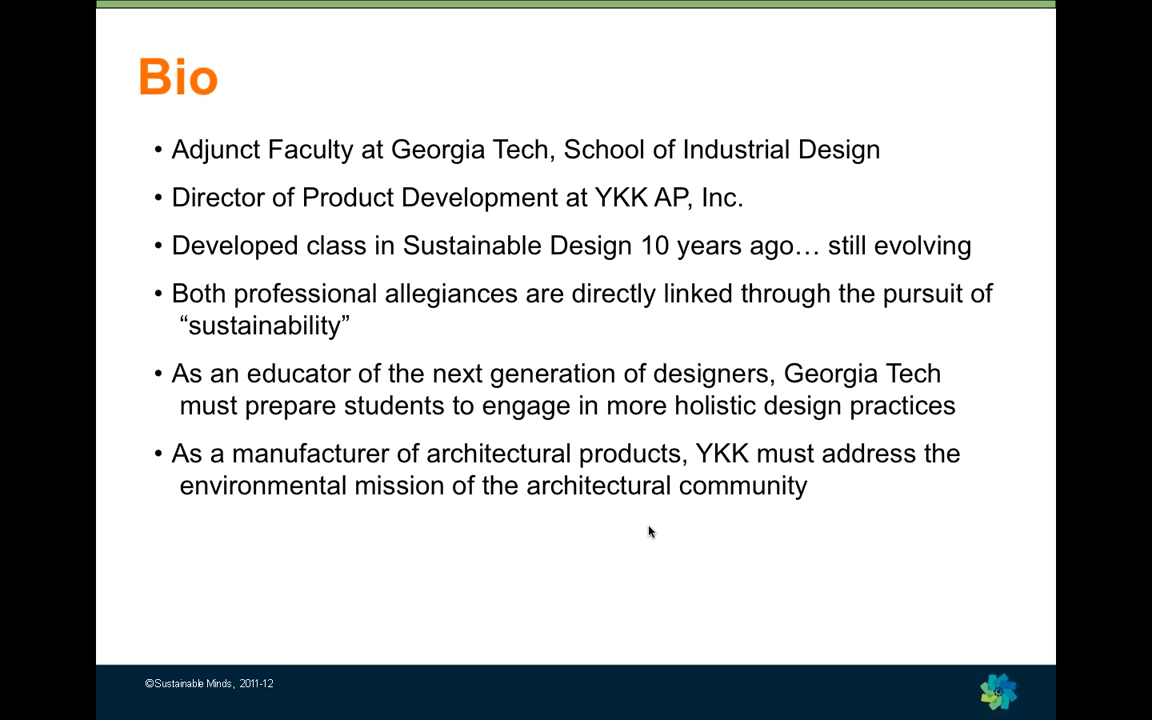 Bio
• Adjunct Faculty at Georgia Tech, School of Industrial Design
• Director of Product Development at YKK AP, Inc.
• Developed class in Sustainable Design 10 years ago… still evolving
• Both professional allegiances are directly linked through the pursuit of
“sustainability”
• As an educator of the next generation of designers, Georgia Tech
must prepare students to engage in more holistic design practices
• As a manufacturer of architectural products, YKK must address the
environmental mission of the architectural community
©Sustainable Minds, 2011-12